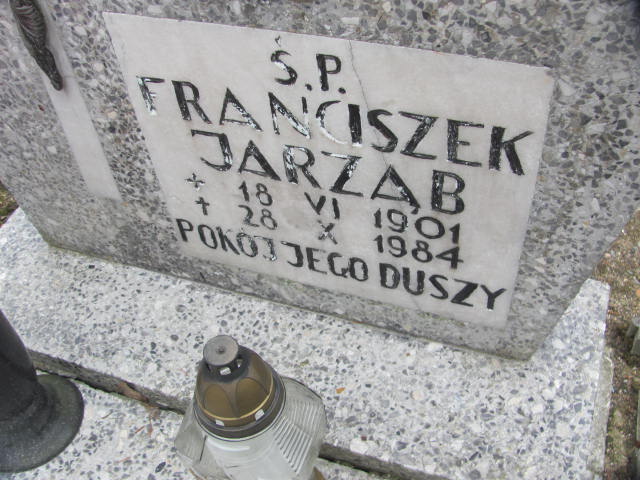 Ś.P.
FRANCISZEK
JARZĄB
+ 18 VI 1901
† 28 X 1984
POKÓJ JEGO DUSZY